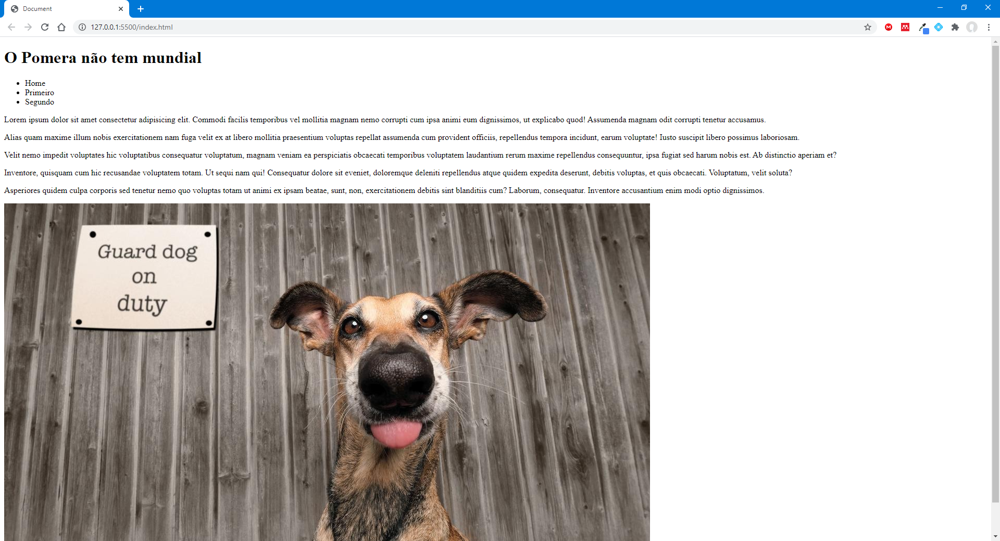 Document
127.0.0.1:5500/index.html
O Pomera não tem mundial
Home
Primeiro
Segundo
Lorem ipsum dolor sit amet consectetur adipisicing elit. Commodi facilis temporibus vel mollitia magnam nemo corrupti cum ipsa animi eum dignissimos, ut explicabo quod! Assumenda magnam odit corrupti tenetur accusamus.
Alias quam maxime illum nobis exercitationem nam fuga velit ex at libero mollitia praesentium voluptas repellat assumenda cum provident officiis, repellendus tempora incidunt, earum voluptate! Iusto suscipit libero possimus laboriosam.
Velit nemo impedit voluptates hic voluptatibus consequatur voluptatum, magnam veniam ea perspiciatis obcaecati temporibus voluptatem laudantium rerum maxime repellendus consequuntur, ipsa fugiat sed harum nobis est. Ab distinctio aperiam et?
Inventore, quisquam cum hic recusandae voluptatem totam. Ut sequi nam qui! Consequatur dolore sit eveniet, doloremque deleniti repellendus atque quidem expedita deserunt, debitis voluptas, et quis obcaecati. Voluptatum, velit soluta?
Asperiores quidem culpa corporis sed tenetur nemo quo voluptas totam ut animi ex ipsam beatae, sunt, non, exercitationem debitis sint blanditiis cum? Laborum, consequatur. Inventore accusantium enim modi optio dignissimos.
Guard dog
on
duty